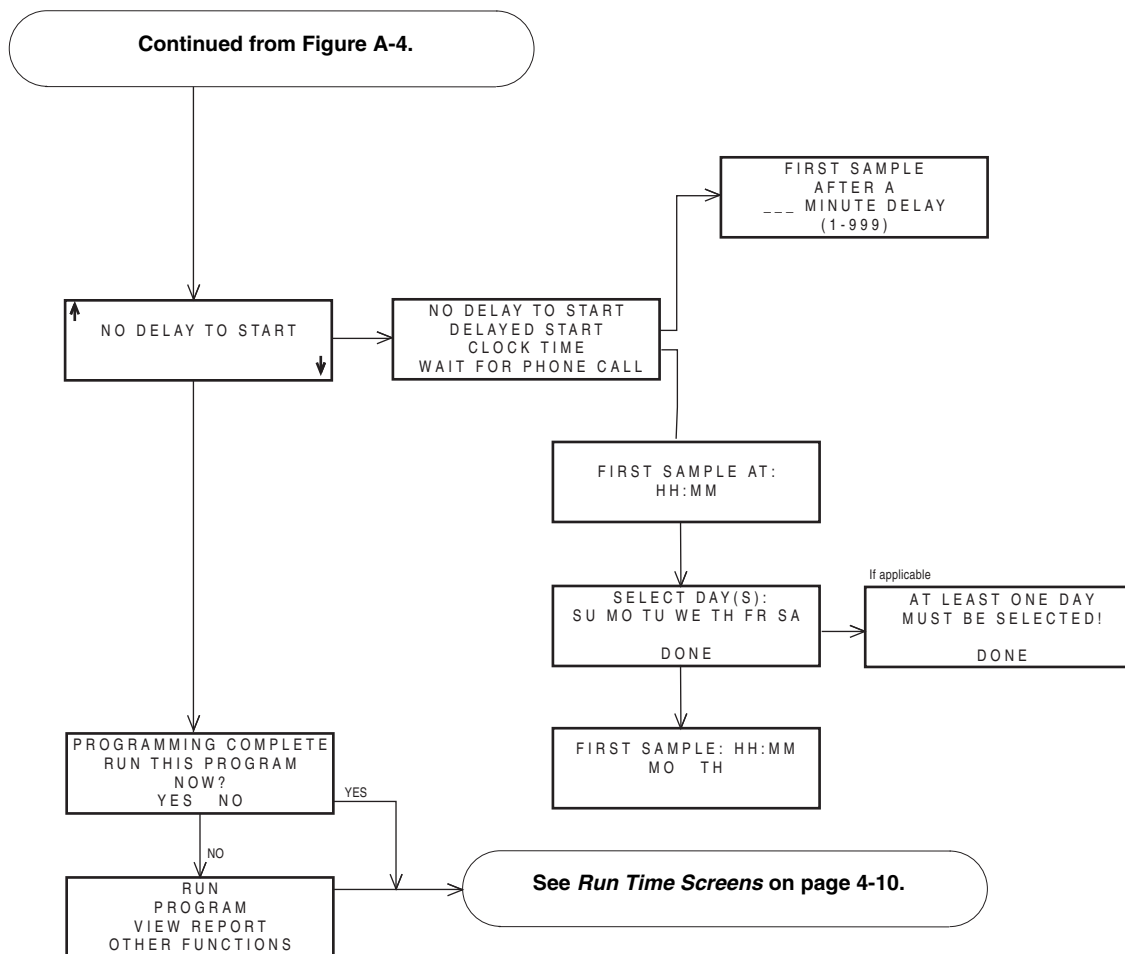 Continued from Figure A-4.
FIRST SAMPLE
AFTER A
___ MINUTE DELAY
(1-999)
NO DELAY TO START
NO DELAY TO START
DELAYED START
CLOCK TIME
WAIT FOR PHONE CALL
FIRST SAMPLE AT:
HH:MM
SELECT DAY(S):
SU MO TU WE TH FR SA
DONE
If applicable
AT LEAST ONE DAY
MUST BE SELECTED!
DONE
FIRST SAMPLE: HH:MM
MO TH
PROGRAMMING COMPLETE
RUN THIS PROGRAM
NOW?
YES NO
YES
NO
RUN
PROGRAM
VIEW REPORT
OTHER FUNCTIONS
See Run Time Screens on page 4-10.